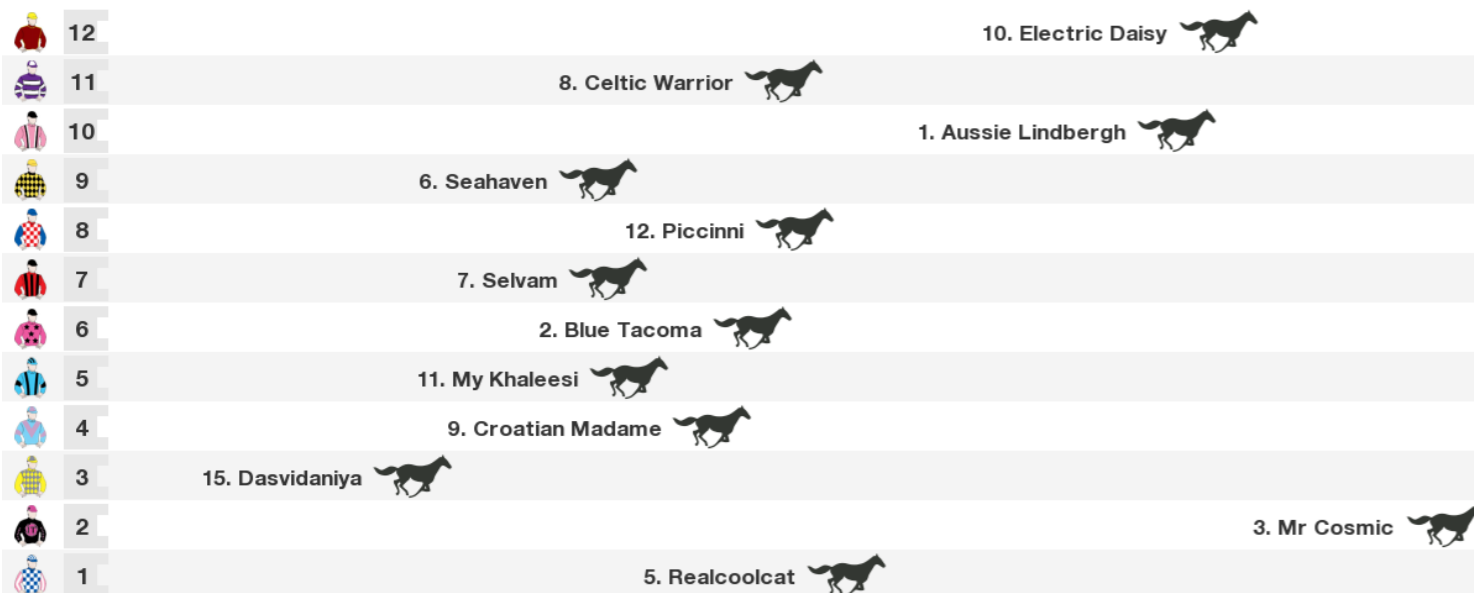 12 10. Electric Daisy
11 8. Celtic Warrior
10 1. Aussie Lindbergh
9 6. Seahaven
8 12. Piccinni
7 7. Selvam
6 2. Blue Tacoma
5 11. My Khaleesi
4 9. Croatian Madame
3 15. Dasvidaniya
2 3. Mr Cosmic
1 5. Realcoolcat